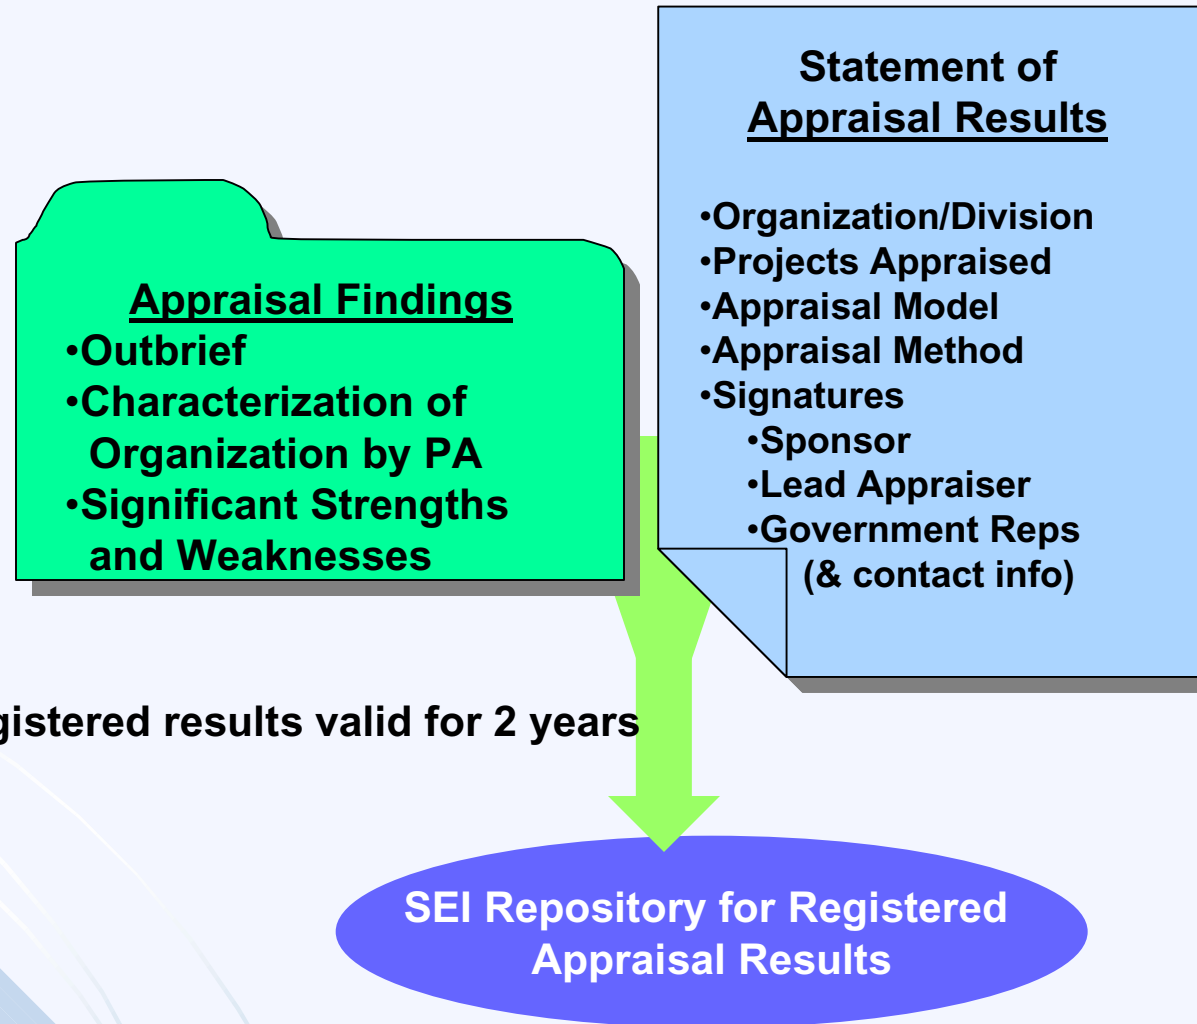 Statement of
Appraisal Results
•Organization/Division
•Projects Appraised
•Appraisal Model
•Appraisal Method
•Signatures
•Sponsor
•Lead Appraiser
•Government Reps
(& contact info)
Appraisal Findings
•Outbrief
•Characterization of
Organization by PA
•Significant Strengths
and Weaknesses
gistered results valid for 2 years
SEI Repository for Registered
Appraisal Results